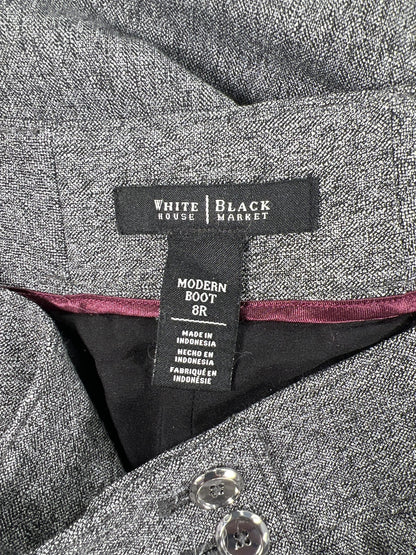 WHITE | BLACK
HOUSE | MARKET
MODERN
BOOT
8R
MADE IN
INDONESIA
HECHO EN
INDONESIA
FABRIQUÉ EN
INDONÉSIE